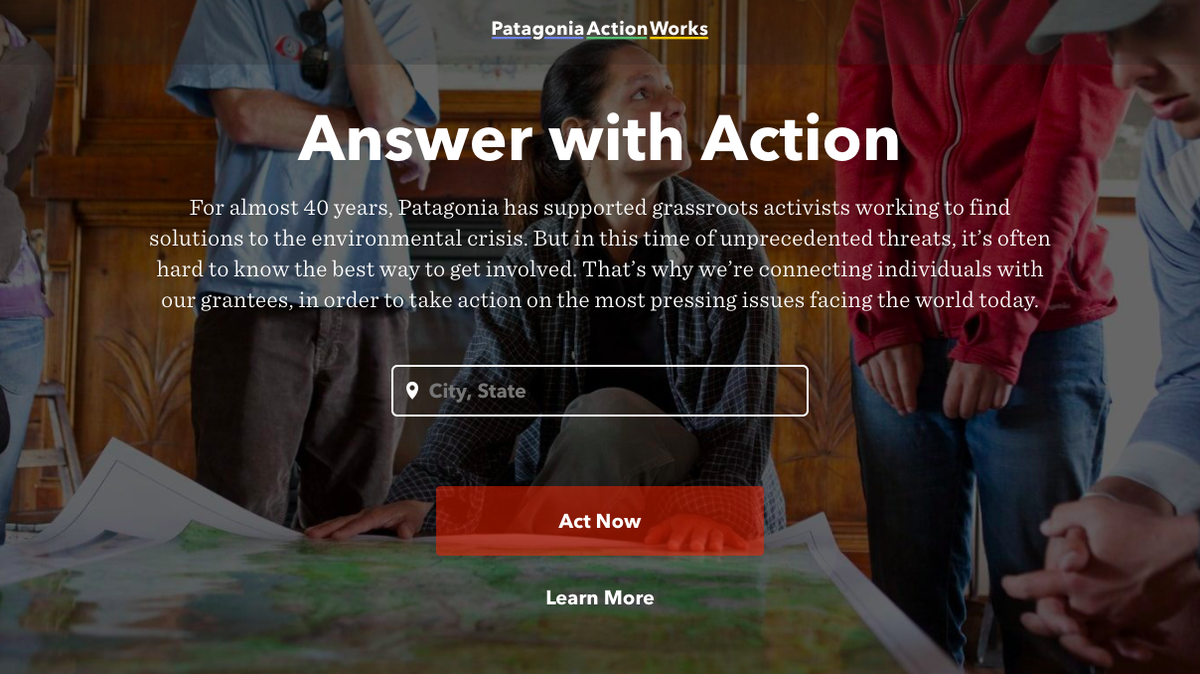 Patagonia Action Works
Answer with Action
For almost 40 years, Patagonia has supported grassroots activists working to find
solutions to the environmental crisis. But in this time of unprecedented threats, it’s often
hard to know the best way to get involved. That’s why we’re connecting individuals with
our grantees, in order to take action on the most pressing issues facing the world today.
City, State
Act Now
Learn More